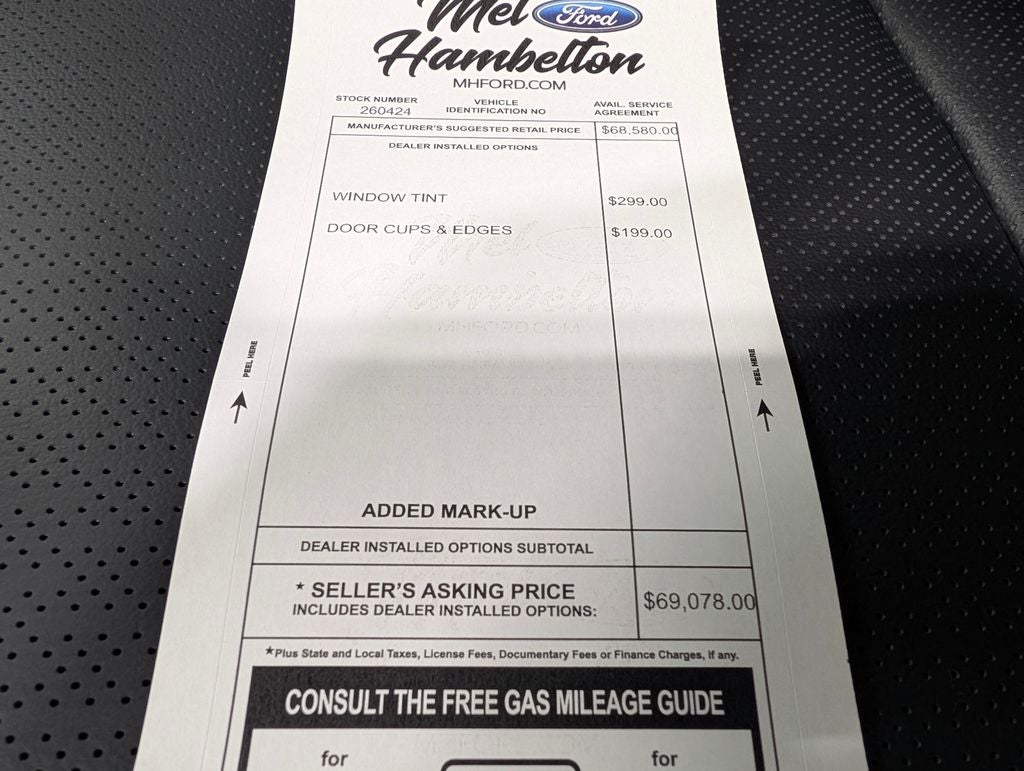 Mel Ford
Hambelton
MHFORD.COM
STOCK NUMBER
260424
VEHICLE
IDENTIFICATION NO
AVAIL. SERVICE
AGREEMENT
MANUFACTURER'S SUGGESTED RETAIL PRICE $68,580.00
DEALER INSTALLED OPTIONS
WINDOW TINT $299.00
DOOR CUPS & EDGES $199.00
Mel
Hambelton
MHFORD.COM
PEEL HERE
PEEL HERE
ADDED MARK-UP
DEALER INSTALLED OPTIONS SUBTOTAL
* SELLER'S ASKING PRICE
INCLUDES DEALER INSTALLED OPTIONS:
$69,078.00
*Plus State and Local Taxes, License Fees, Documentary Fees or Finance Charges, if any.
CONSULT THE FREE GAS MILEAGE GUIDE
for for